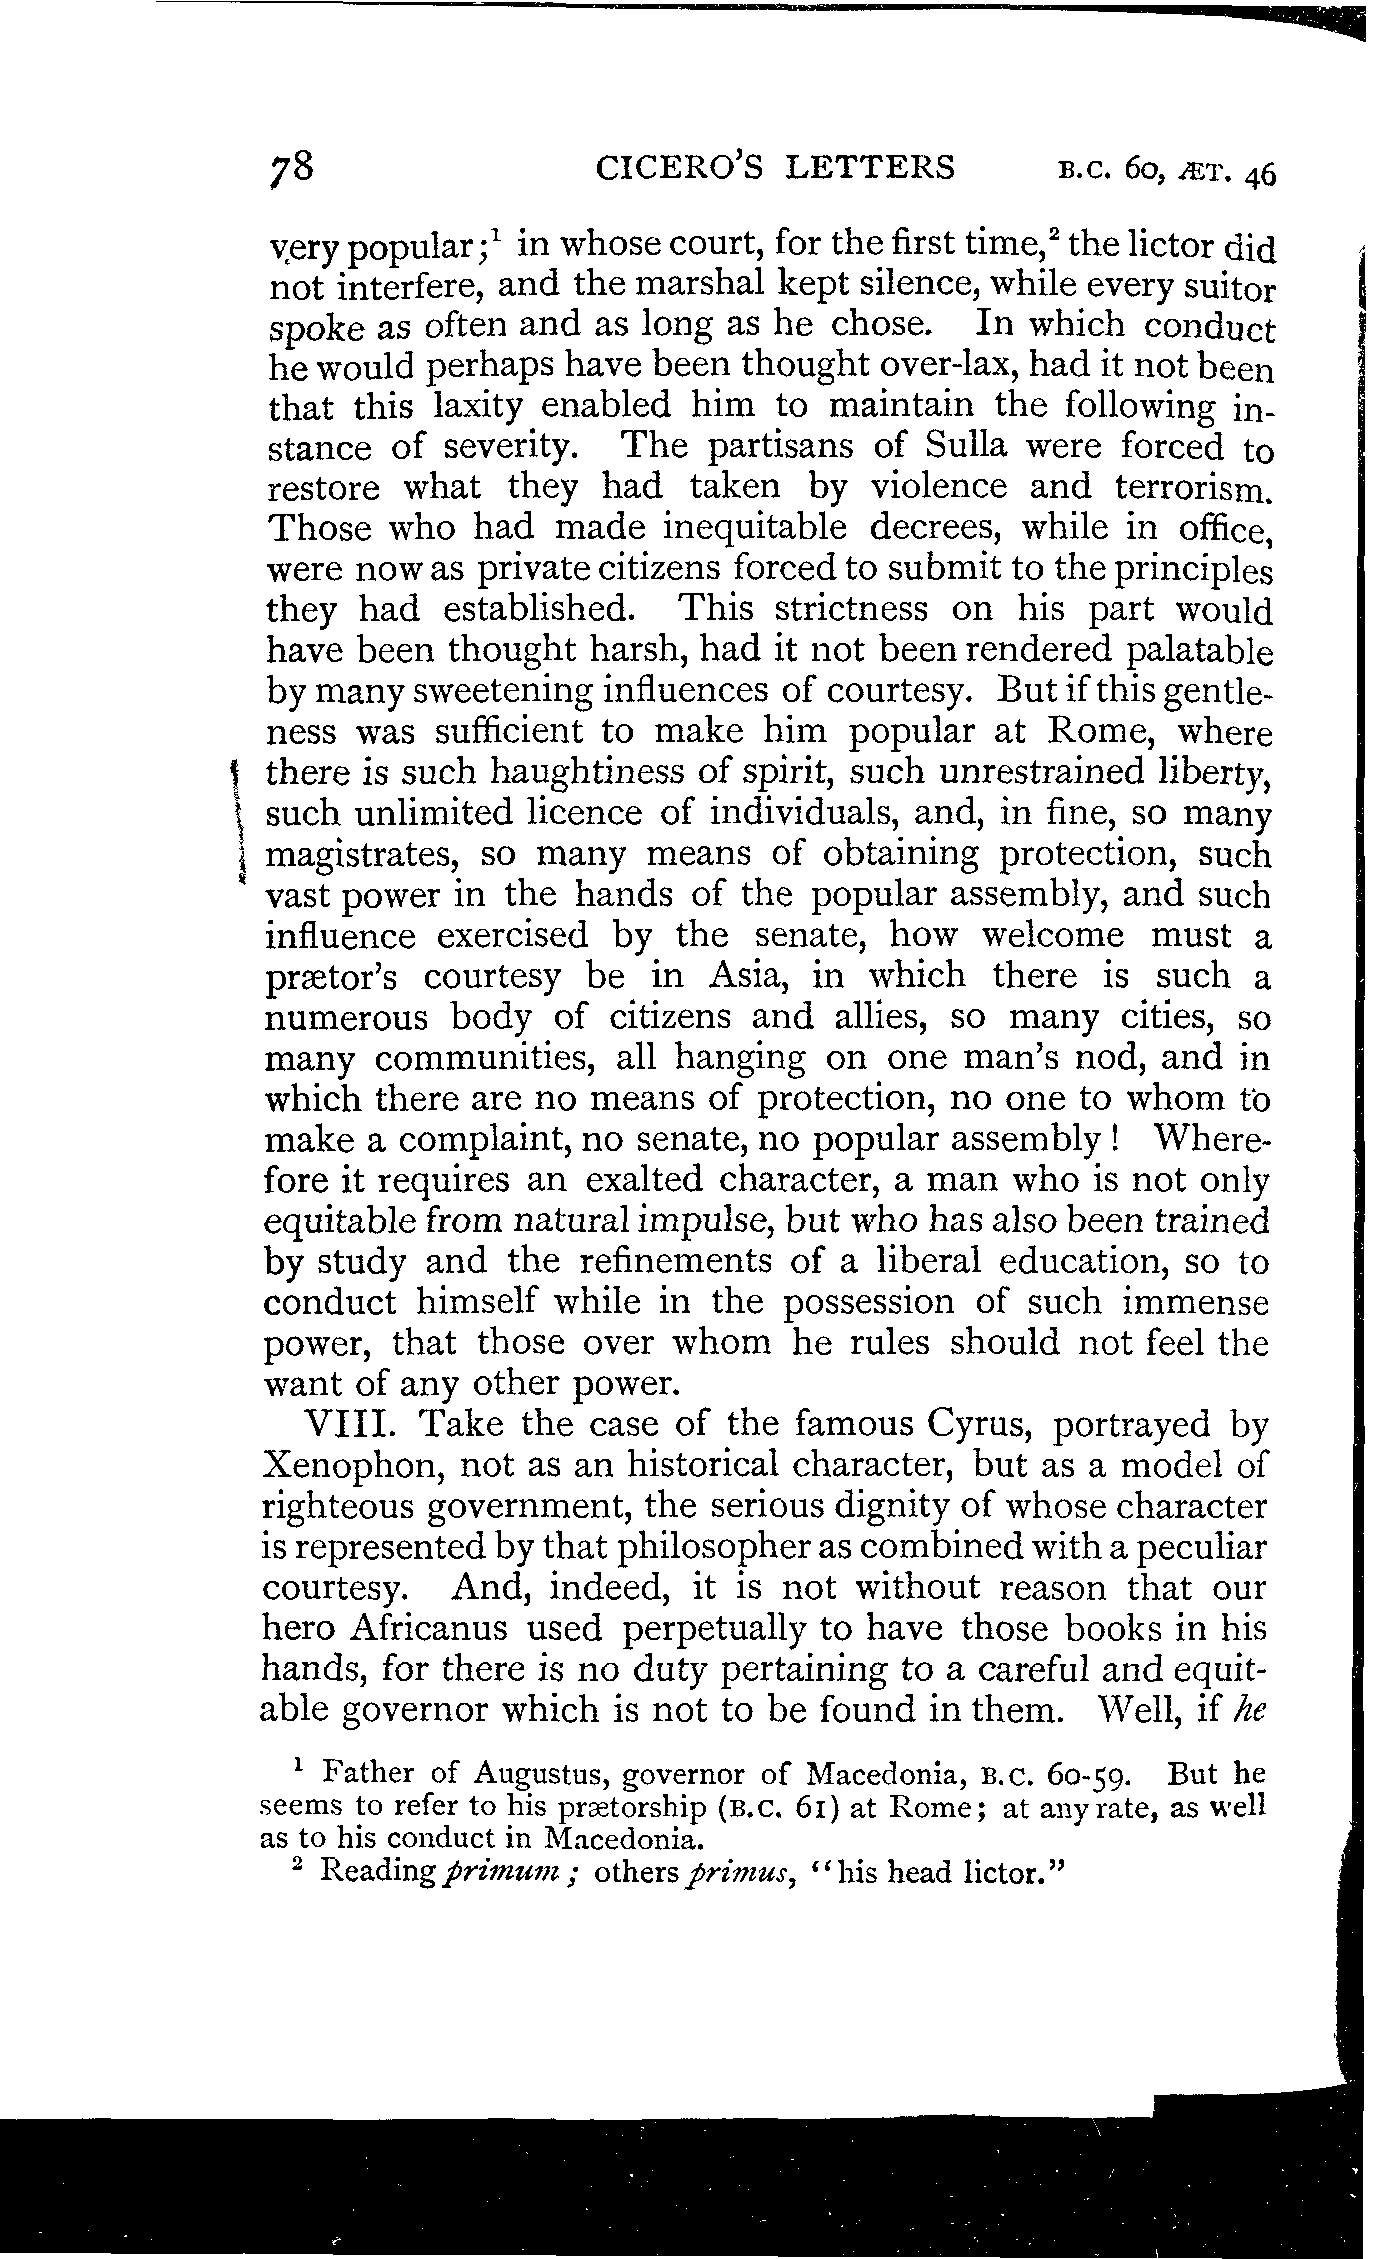 78 CICERO'S LETTERS B.C. 60, ÆT. 46
very popular;¹ in whose court, for the first time,² the lictor did
not interfere, and the marshal kept silence, while every suitor
spoke as often and as long as he chose. In which conduct
he would perhaps have been thought over-lax, had it not been
that this laxity enabled him to maintain the following in-
stance of severity. The partisans of Sulla were forced to
restore what they had taken by violence and terrorism.
Those who had made inequitable decrees, while in office,
were now as private citizens forced to submit to the principles
they had established. This strictness on his part would
have been thought harsh, had it not been rendered palatable
by many sweetening influences of courtesy. But if this gentle-
ness was sufficient to make him popular at Rome, where
there is such haughtiness of spirit, such unrestrained liberty,
such unlimited licence of individuals, and, in fine, so many
magistrates, so many means of obtaining protection, such
vast power in the hands of the popular assembly, and such
influence exercised by the senate, how welcome must a
prætor's courtesy be in Asia, in which there is such a
numerous body of citizens and allies, so many cities, so
many communities, all hanging on one man's nod, and in
which there are no means of protection, no one to whom to
make a complaint, no senate, no popular assembly! Where-
fore it requires an exalted character, a man who is not only
equitable from natural impulse, but who has also been trained
by study and the refinements of a liberal education, so to
conduct himself while in the possession of such immense
power, that those over whom he rules should not feel the
want of any other power.
VIII. Take the case of the famous Cyrus, portrayed by
Xenophon, not as an historical character, but as a model of
righteous government, the serious dignity of whose character
is represented by that philosopher as combined with a peculiar
courtesy. And, indeed, it is not without reason that our
hero Africanus used perpetually to have those books in his
hands, for there is no duty pertaining to a careful and equit-
able governor which is not to be found in them. Well, if he
¹ Father of Augustus, governor of Macedonia, B.C. 60-59. But he
seems to refer to his prætorship (B.C. 61) at Rome; at any rate, as well
as to his conduct in Macedonia.
² Reading primum; others primus, "his head lictor."